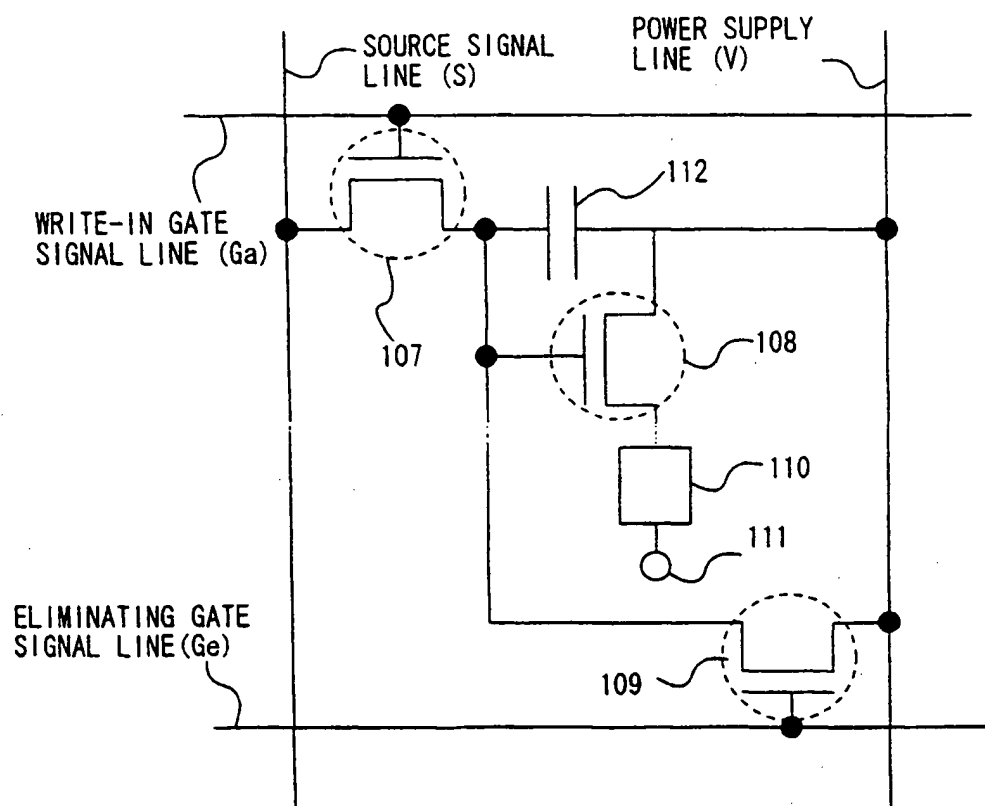 SOURCE SIGNAL
LINE (S)
POWER SUPPLY
LINE (V)
112
WRITE-IN GATE
SIGNAL LINE (Ga)
107
108
110
111
ELIMINATING GATE
SIGNAL LINE(Ge)
109